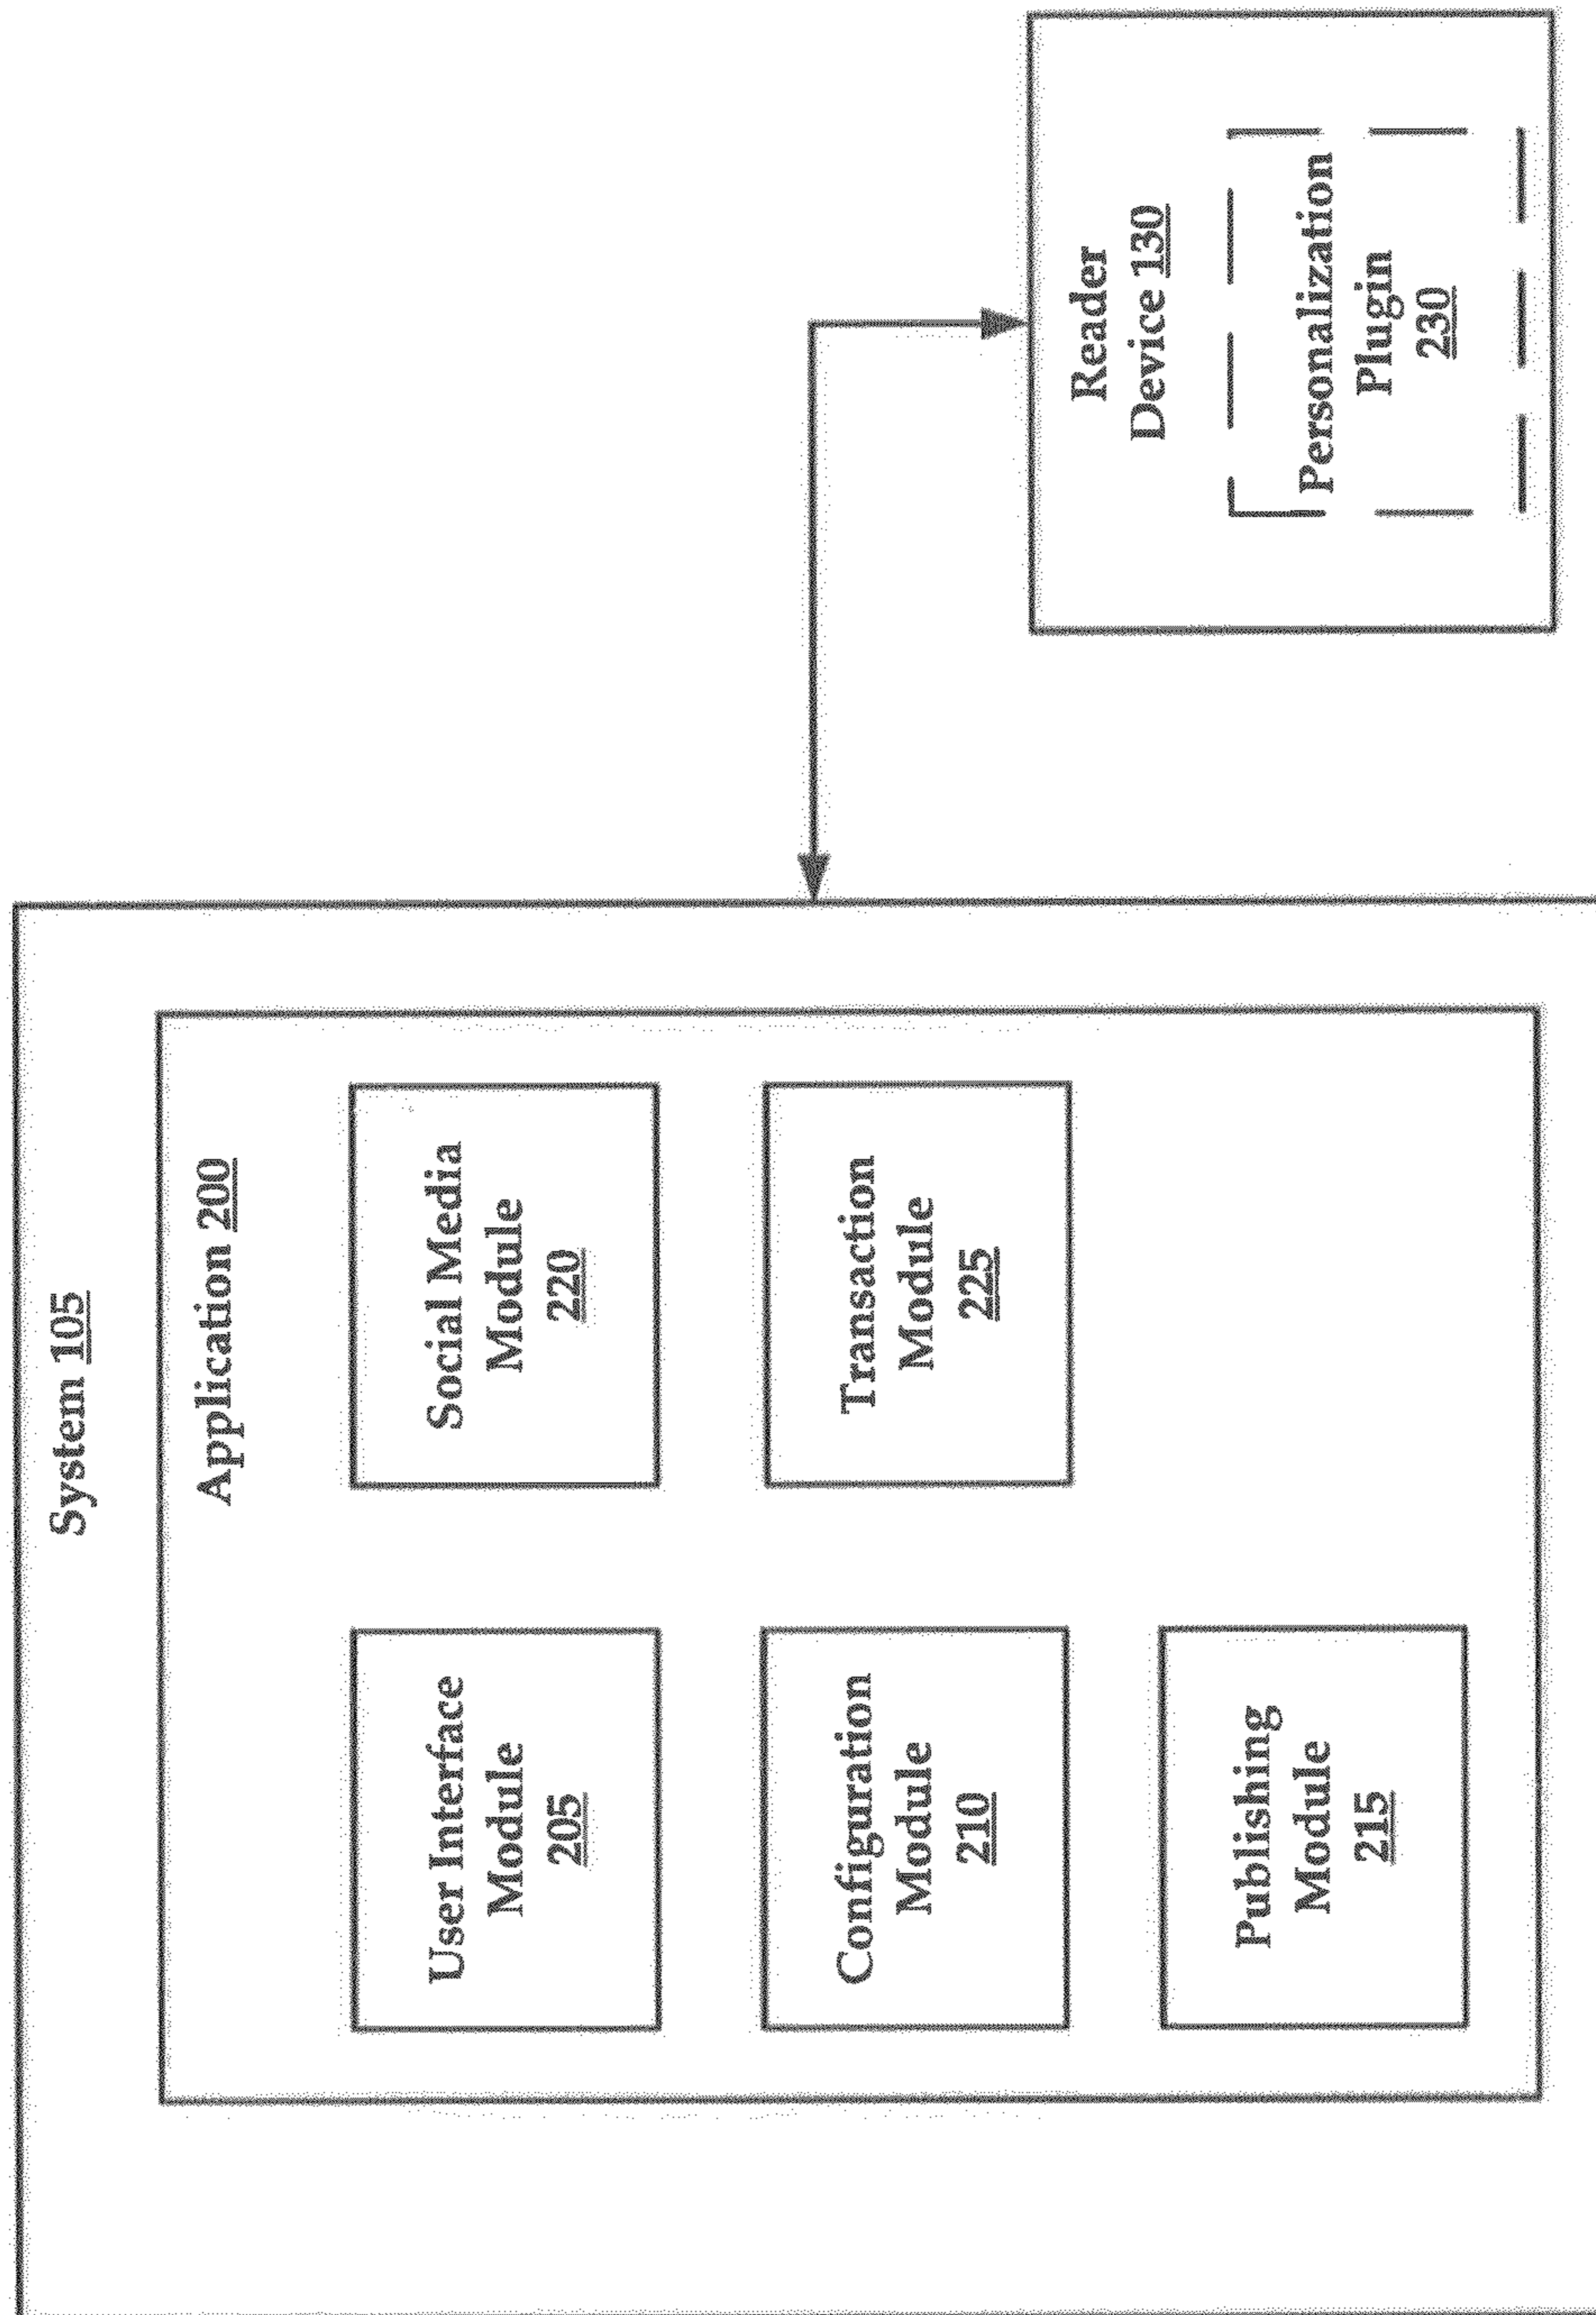 System 105
Application 200
User Interface
Module
205
Social Media
Module
220
Configuration
Module
210
Transaction
Module
225
Publishing
Module
215
Reader
Device 130
Personalization
Plugin
230